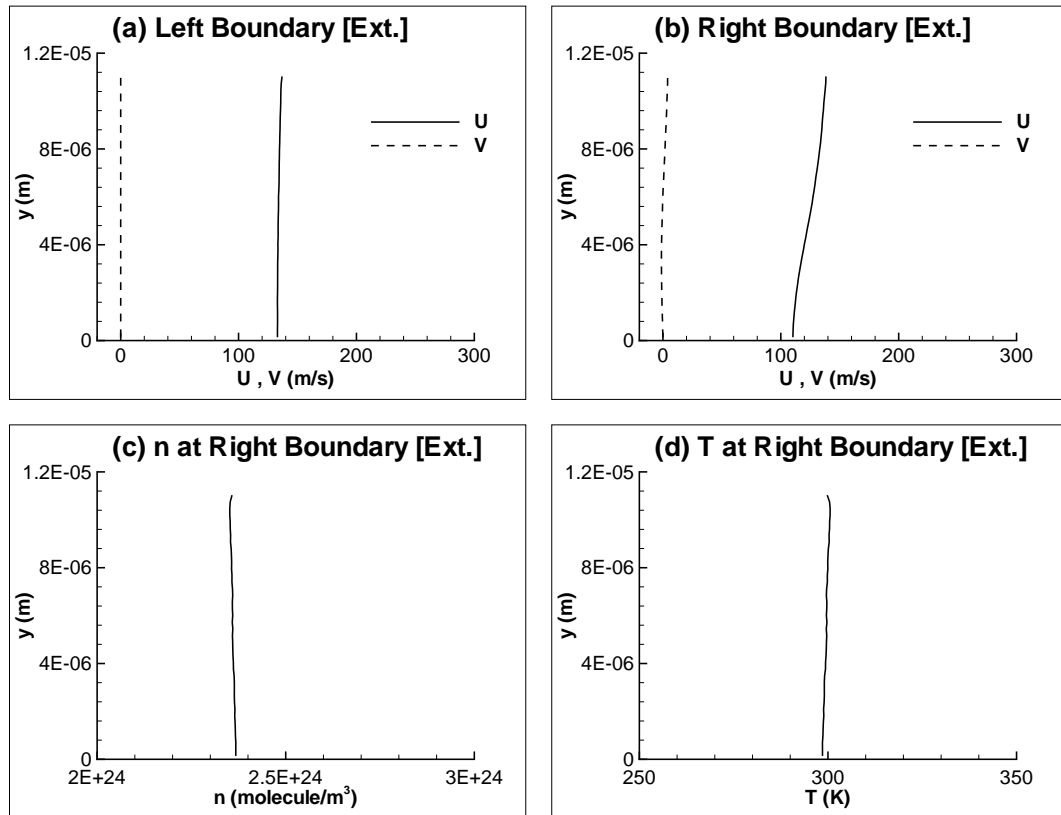 (a) Left Boundary [Ext.]
1.2E-05
8E-06
4E-06
0
y (m)
U
V
0 100 200 300
U , V (m/s)
(b) Right Boundary [Ext.]
1.2E-05
8E-06
4E-06
0
y (m)
U
V
0 100 200 300
U , V (m/s)
(c) n at Right Boundary [Ext.]
1.2E-05
8E-06
4E-06
0
y (m)
2E+24 2.5E+24 3E+24
n (molecule/m³)
(d) T at Right Boundary [Ext.]
1.2E-05
8E-06
4E-06
0
y (m)
250 300 350
T (K)